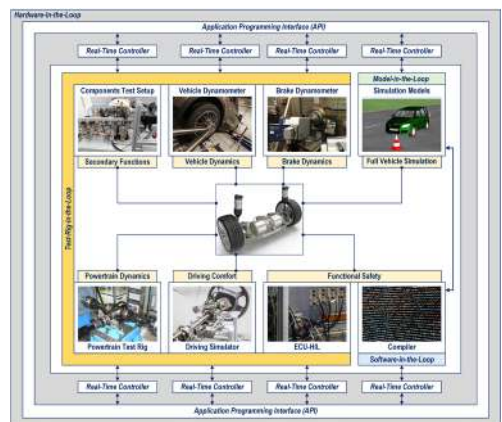 Hardware-in-the-Loop
Application Programming Interface (API)
Real-Time Controller
Real-Time Controller
Real-Time Controller
Real-Time Controller
Model-in-the-Loop
Components Test Setup
Vehicle Dynamometer
Brake Dynamometer
Simulation Models
Secondary Functions
Vehicle Dynamics
Brake Dynamics
Full Vehicle Simulation
Test-Rig-in-the-Loop
Powertrain Dynamics
Driving Comfort
Functional Safety
Powertrain Test Rig
Driving Simulator
ECU-HIL
Compiler
Software-in-the-Loop
Real-Time Controller
Real-Time Controller
Real-Time Controller
Real-Time Controller
Application Programming Interface (API)